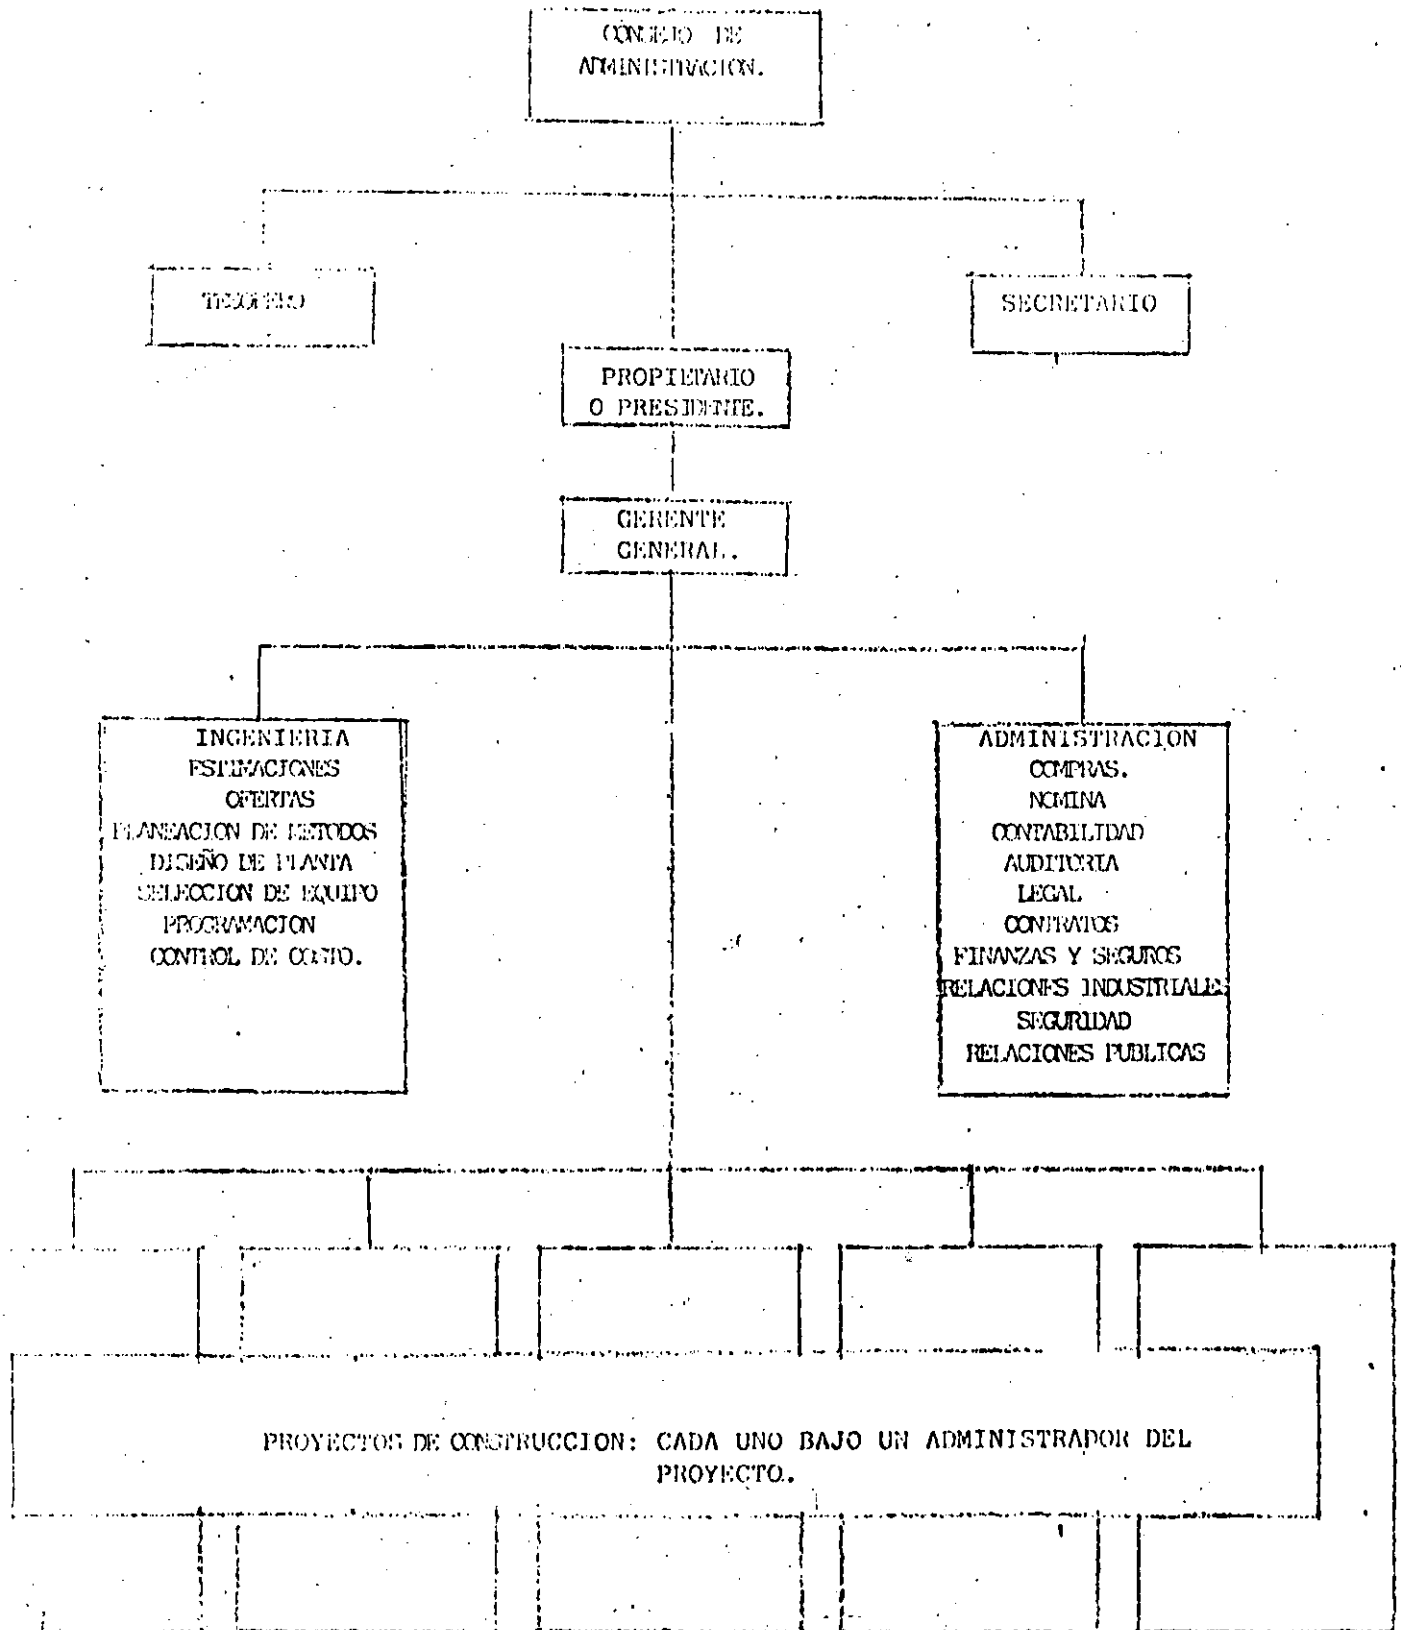 CONSEJO DE
ADMINISTRACION.
TESORERO
SECRETARIO
PROPIETARIO
O PRESIDENTE.
GERENTE
GENERAL.
INGENIERIA
ESTIMACIONES
OFERTAS
PLANEACION DE METODOS
DISEÑO DE PLANTA
SELECCION DE EQUIPO
PROGRAMACION
CONTROL DE COSTO.
ADMINISTRACION
COMPRAS.
NOMINA
CONTABILIDAD
AUDITORIA
LEGAL
CONTRATOS
FINANZAS Y SEGUROS
RELACIONES INDUSTRIALES
SEGURIDAD
RELACIONES PUBLICAS
PROYECTOS DE CONSTRUCCION: CADA UNO BAJO UN ADMINISTRADOR DEL
PROYECTO.